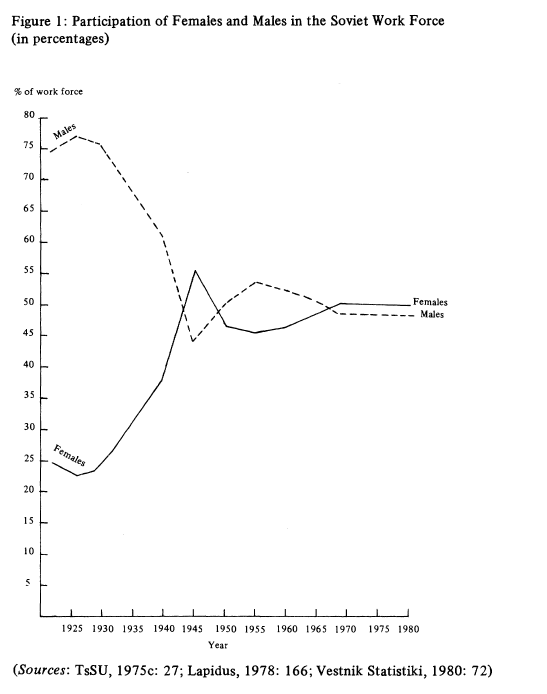 Figure 1: Participation of Females and Males in the Soviet Work Force
(in percentages)
% of work force
80
75
70
65
60
55
50
45
40
35
30
25
20
15
10
5
Males
Females
Females
Males
1925 1930 1935 1940 1945 1950 1955 1960 1965 1970 1975 1980
Year
(Sources: TsSU, 1975c: 27; Lapidus, 1978: 166; Vestnik Statistiki, 1980: 72)